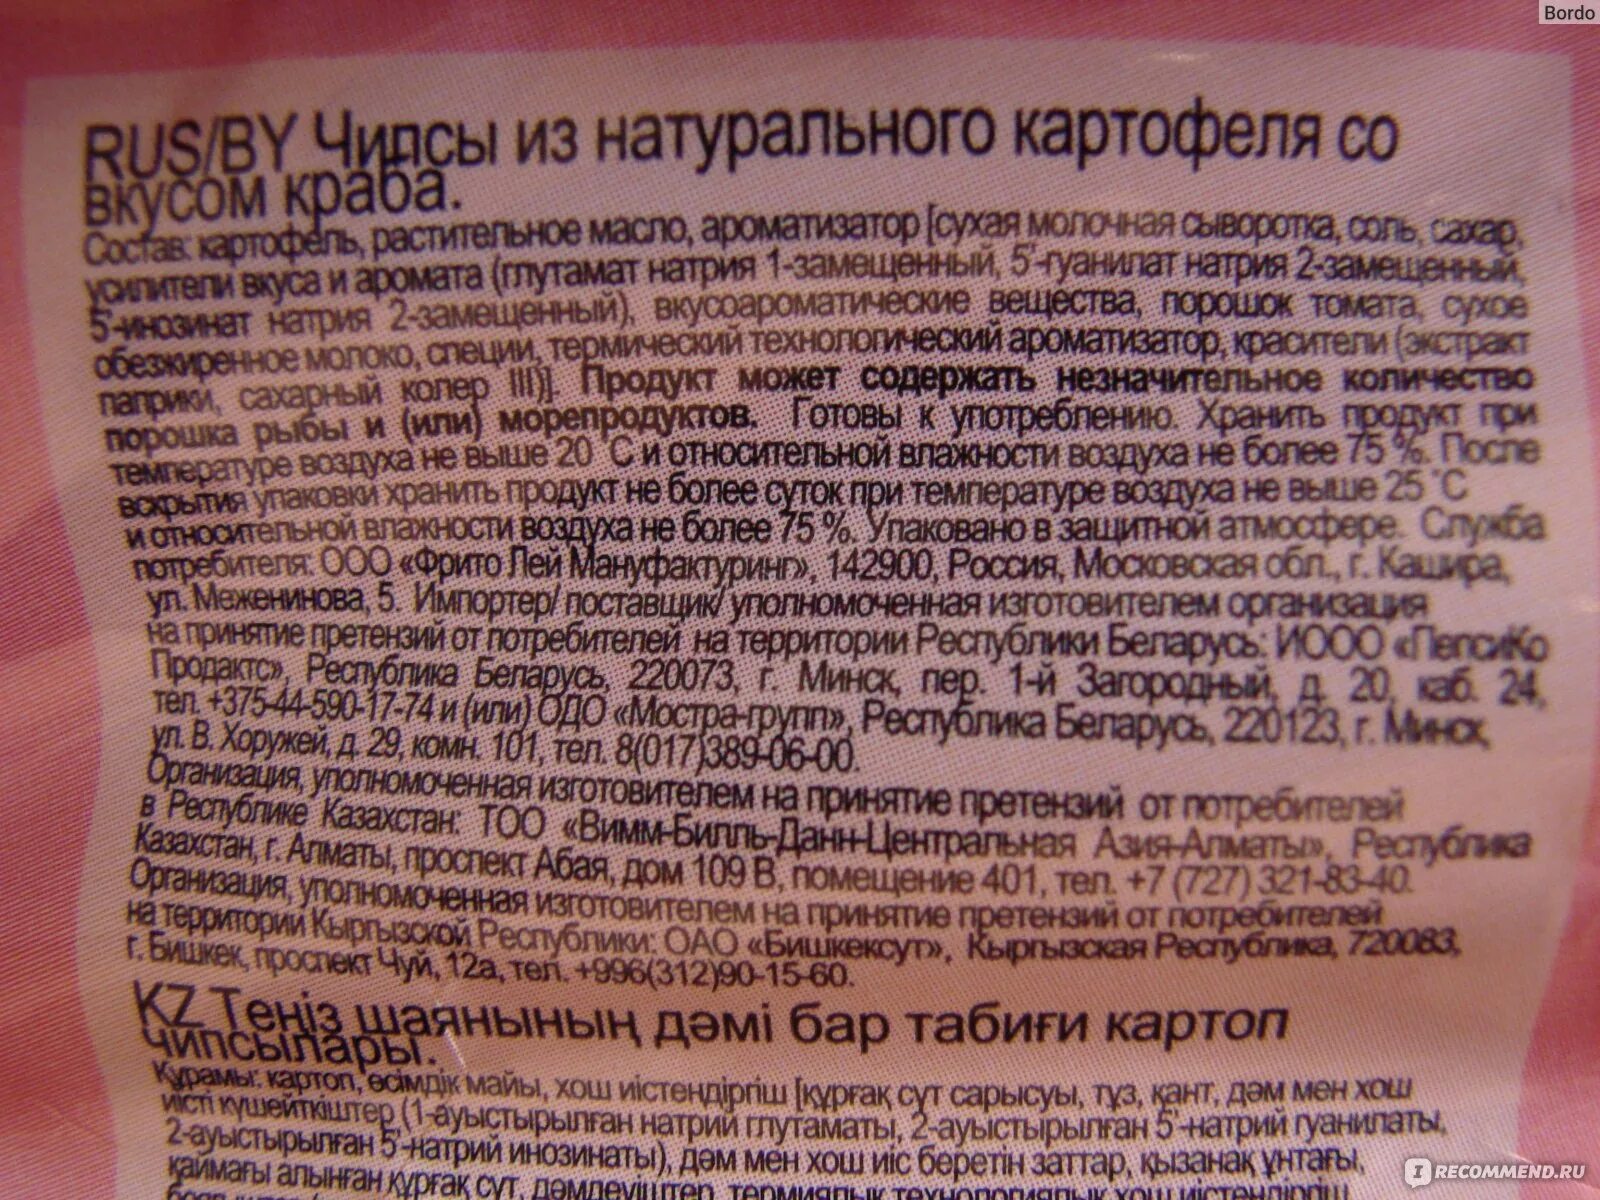 Bordo
RUS/BY Чипсы из натурального картофеля со
вкусом краба.
Состав: картофель, растительное масло, ароматизатор [сухая молочная сыворотка, соль, сахар,
усилители вкуса и аромата (глутамат натрия 1-замещенный, 5'-гуанилат натрия 2-замещенный,
5'-инозинат натрия 2-замещенный), вкусоароматические вещества, порошок томата, сухое
обезжиренное молоко, специи, термический технологический ароматизатор, красители (экстракт
паприки, сахарный колер III)]. Продукт может содержать незначительное количество
порошка рыбы и (или) морепродуктов. Готовы к употреблению. Хранить продукт при
температуре воздуха не выше 20 °C и относительной влажности воздуха не более 75 %. После
вскрытия упаковки хранить продукт не более суток при температуре воздуха не выше 25 °C
и относительной влажности воздуха не более 75 %. Упаковано в защитной атмосфере. Служба
потребителя: ООО «Фрито Лей Мануфактуринг», 142900, Россия, Московская обл., г. Кашира,
ул. Меженинова, 5. Импортер/ поставщик/ уполномоченная изготовителем организация
на принятие претензий от потребителей на территории Республики Беларусь: ИООО «ПепсиКо
Продактс», Республика Беларусь, 220073, г. Минск, пер. 1-й Загородный, д. 20, каб. 24,
тел. +375-44-590-17-74 и (или) ОДО «Мостра-групп», Республика Беларусь, 220123, г. Минск,
ул. В. Хоружей, д. 29, комн. 101, тел. 8(017)389-06-00.
Организация, уполномоченная изготовителем на принятие претензий от потребителей
в Республике Казахстан: ТОО «Вимм-Билль-Данн-Центральная Азия-Алматы», Республика
Казахстан, г. Алматы, проспект Абая, дом 109 В, помещение 401, тел. +7 (727) 321-83-40.
Организация, уполномоченная изготовителем на принятие претензий от потребителей
на территории Кыргызской Республики: ОАО «Бишкексут», Кыргызская Республика, 720083,
г. Бишкек, проспект Чуй, 12а, тел. +996(312)90-15-60.
KZ Теңіз шаянының дәмі бар табиғи картоп
чипсылары.
Құрамы: картоп, өсімдік майы, хош иістендіргіш [құрғақ сүт сарысуы, тұз, қант, дәм мен хош
иісті күшейткіштер (1-ауыстырылған натрий глутаматы, 2-ауыстырылған 5'-натрий гуанилаты,
2-ауыстырылған 5'-натрий инозинаты), дәм мен хош иіс беретін заттар, қызанақ ұнтағы,
қаймағы алынған құрғақ сүт, дәмдеуіштер, термиялық технологиялық хош иістендіргіш
IRECOMMEND.RU